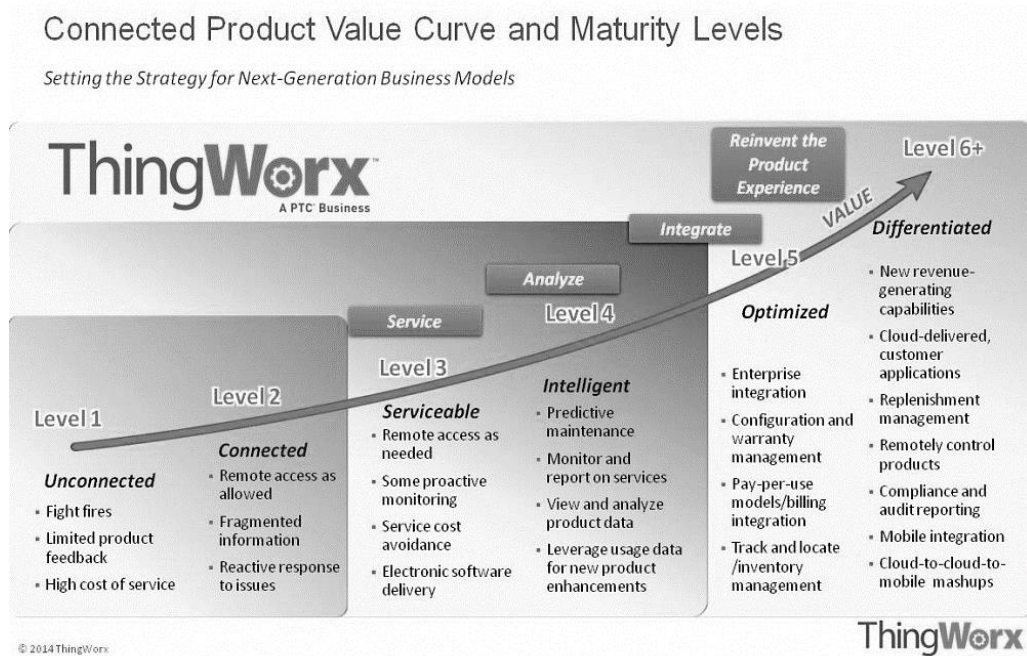 Connected Product Value Curve and Maturity Levels
Setting the Strategy for Next-Generation Business Models
ThingWorx™
A PTC® Business
Reinvent the
Product
Experience
Level 6+
VALUE
Integrate
Differentiated
Level 5
Analyze
Service
Level 4
Optimized
Level 3
Level 2
Level 1
Unconnected
▪ Fight fires
▪ Limited product
feedback
▪ High cost of service
Connected
▪ Remote access as
allowed
▪ Fragmented
information
▪ Reactive response
to issues
Serviceable
▪ Remote access as
needed
▪ Some proactive
monitoring
▪ Service cost
avoidance
▪ Electronic software
delivery
Intelligent
▪ Predictive
maintenance
▪ Monitor and
report on services
▪ View and analyze
product data
▪ Leverage usage data
for new product
enhancements
▪ Enterprise
integration
▪ Configuration and
warranty
management
▪ Pay-per-use
models/billing
integration
▪ Track and locate
/inventory
management
▪ New revenue-
generating
capabilities
▪ Cloud-delivered,
customer
applications
▪ Replenishment
management
▪ Remotely control
products
▪ Compliance and
audit reporting
▪ Mobile integration
▪ Cloud-to-cloud-to-
mobile mashups
© 2014 ThingWorx
ThingWorx